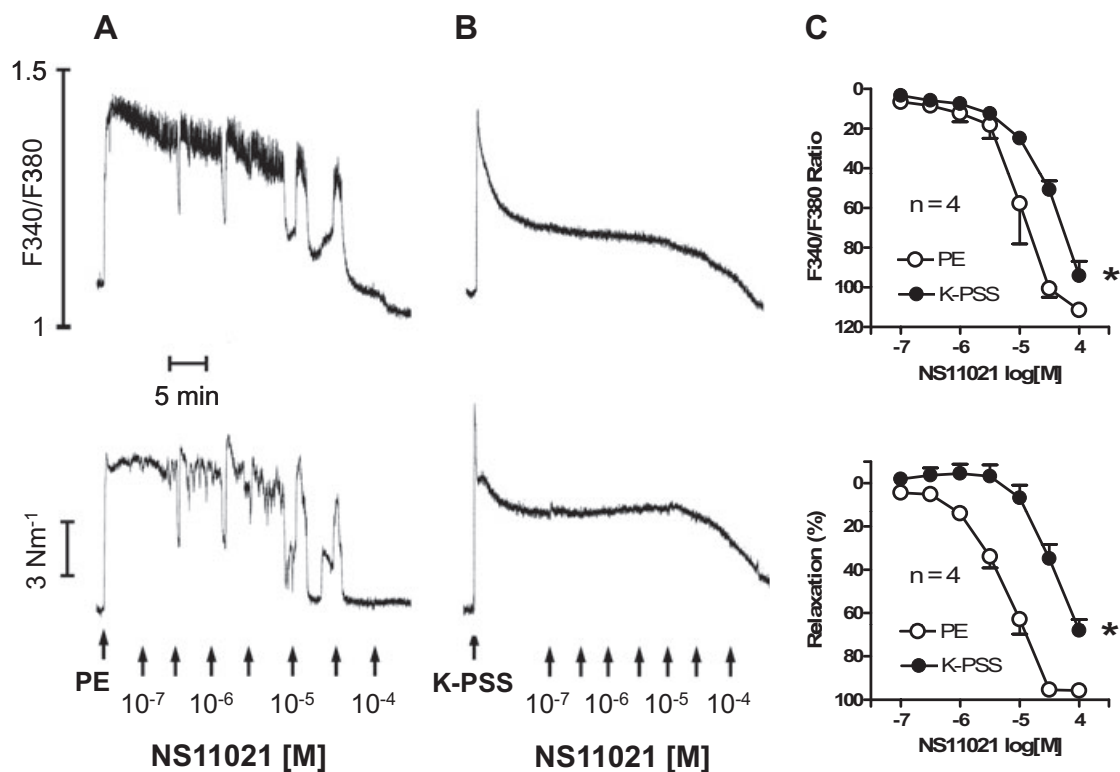 A
B
C
1.5
F340/F380
1
5 min
3 Nm⁻¹
PE
10⁻⁷ 10⁻⁶ 10⁻⁵ 10⁻⁴
NS11021 [M]
K-PSS
10⁻⁷ 10⁻⁶ 10⁻⁵ 10⁻⁴
NS11021 [M]
0
20
40
60
80
100
120
F340/F380 Ratio
n = 4
PE
K-PSS
*
-7 -6 -5 4
NS11021 log[M]
0
20
40
60
80
100
Relaxation (%)
n = 4
PE
K-PSS
*
-7 -6 -5 4
NS11021 log[M]